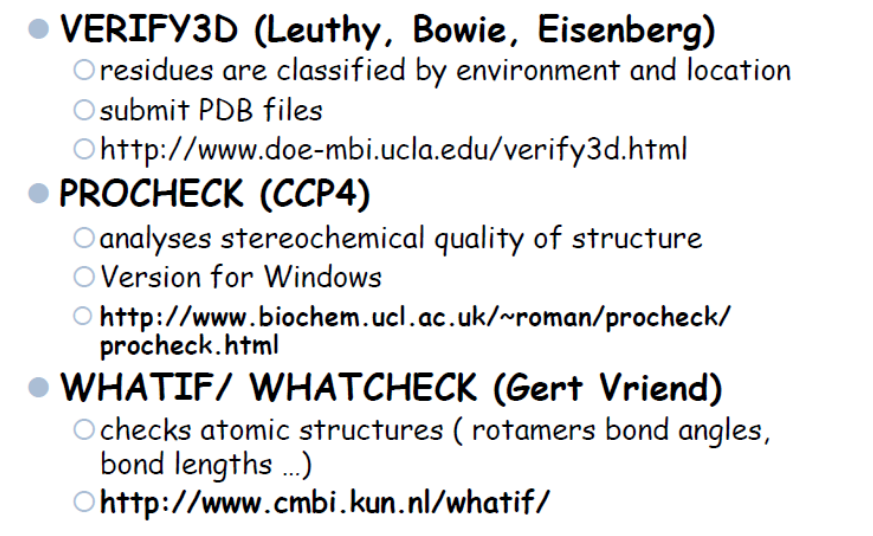 VERIFY3D (Leuthy, Bowie, Eisenberg)
residues are classified by environment and location
submit PDB files
http://www.doe-mbi.ucla.edu/verify3d.html
PROCHECK (CCP4)
analyses stereochemical quality of structure
Version for Windows
http://www.biochem.ucl.ac.uk/~roman/procheck/
procheck.html
WHATIF/ WHATCHECK (Gert Vriend)
checks atomic structures ( rotamers bond angles,
bond lengths …)
http://www.cmbi.kun.nl/whatif/